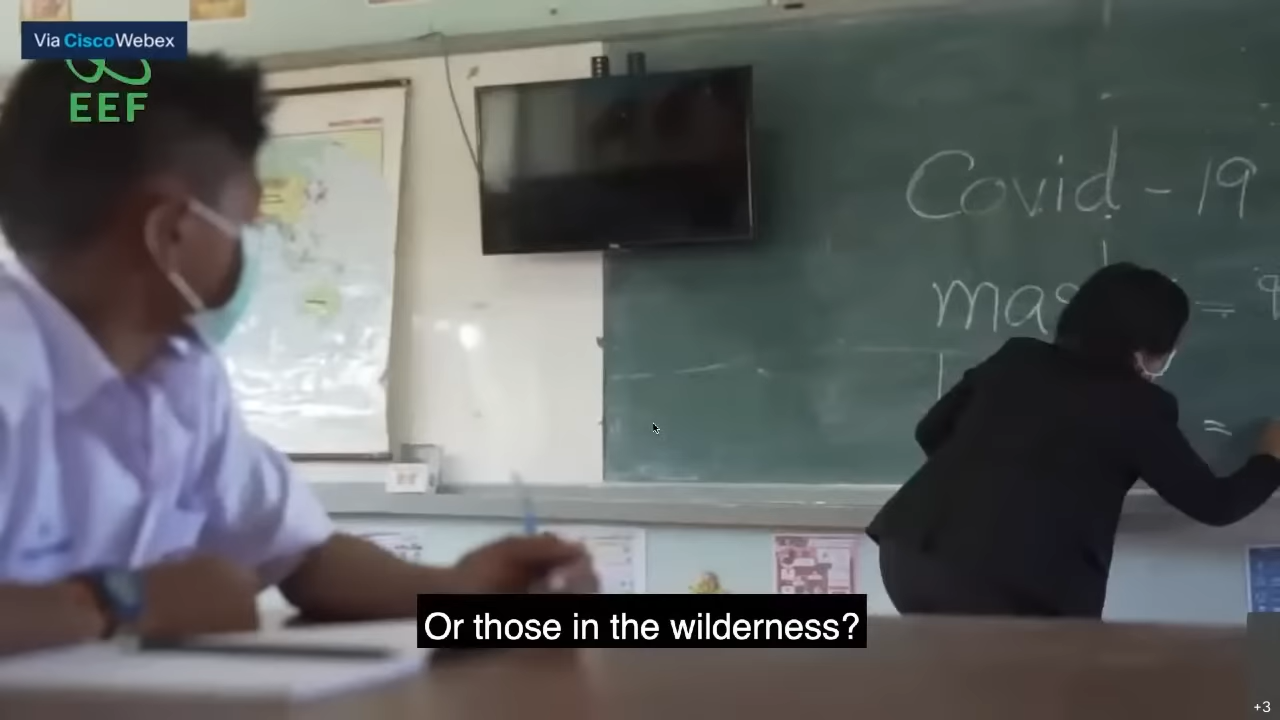 Via CiscoWebex
EEF
Covid - 19
=
=
Or those in the wilderness?
+3